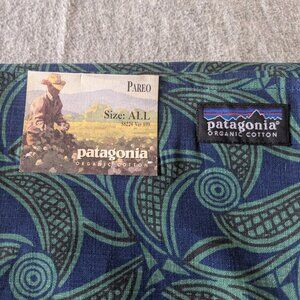 PAREO
Size: ALL
patagonia
ORGANIC COTTON
patagonia®
ORGANIC COTTON